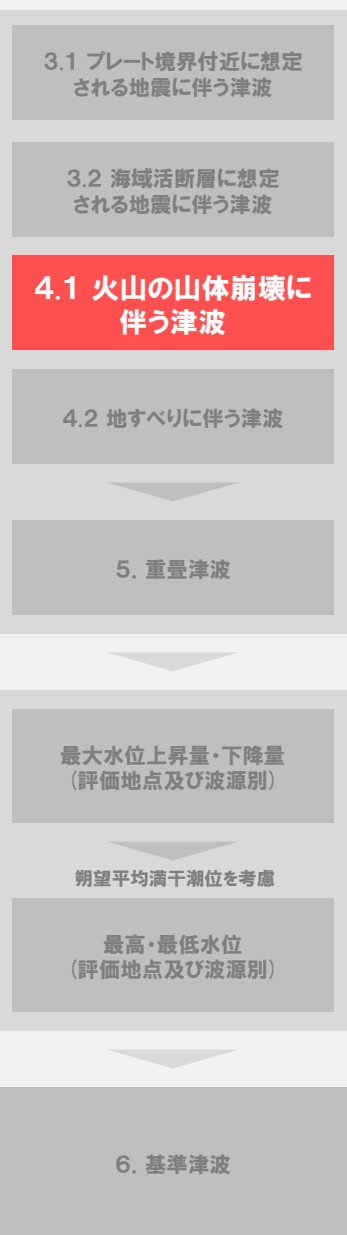 3.1 プレート境界付近に想定
される地震に伴う津波
3.2 海域活断層に想定
される地震に伴う津波
4.1 火山の山体崩壊に
伴う津波
4.2 地すべりに伴う津波
5. 重畳津波
最大水位上昇量・下降量
(評価地点及び波源別)
朔望平均満干潮位を考慮
最高・最低水位
(評価地点及び波源別)
6. 基準津波